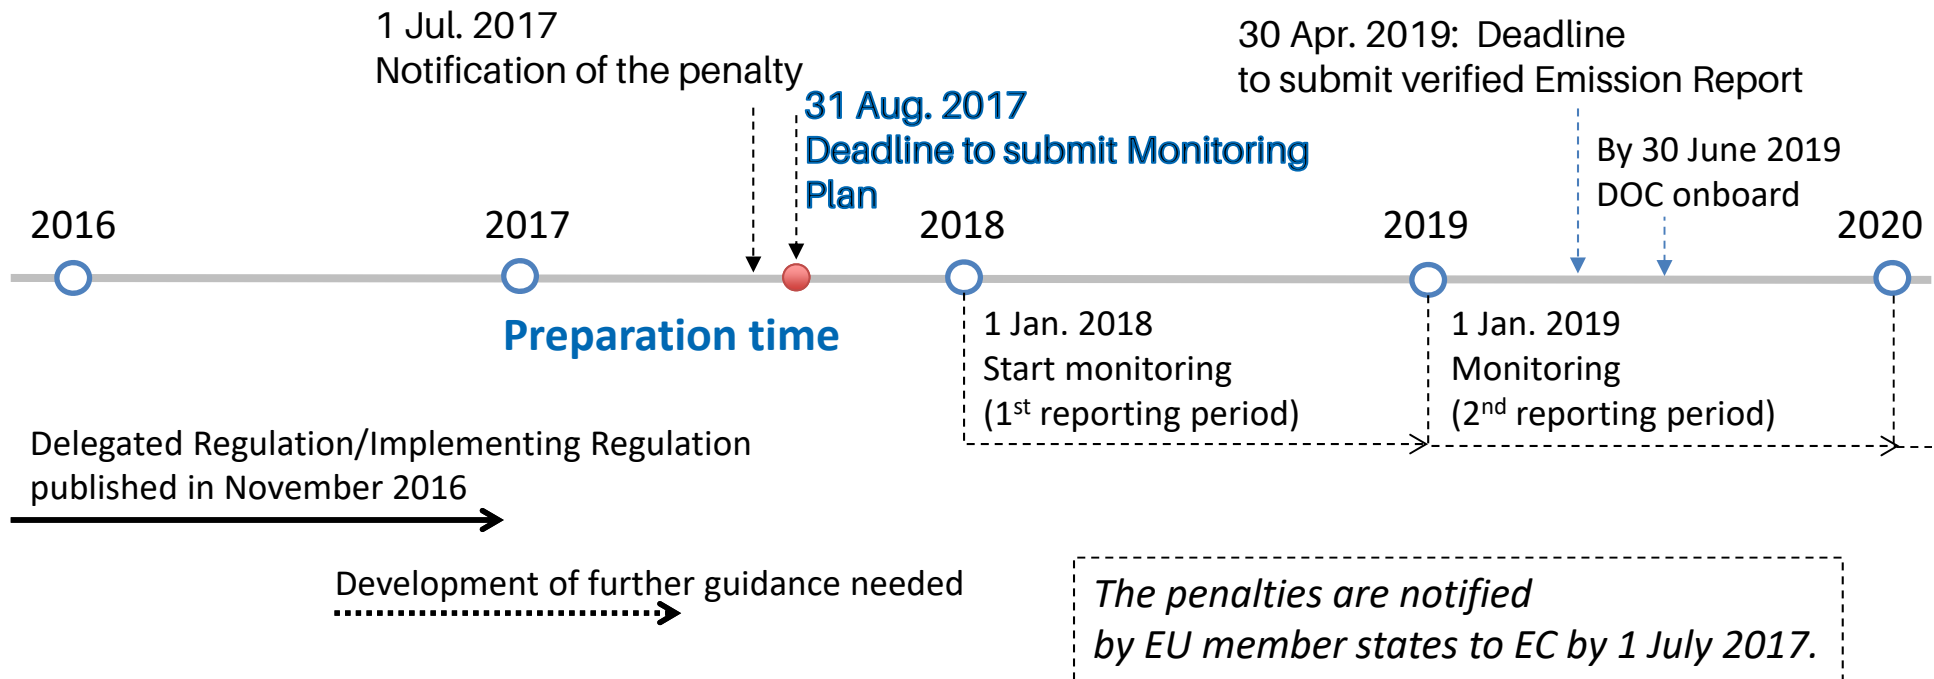 1 Jul. 2017
Notification of the penalty
30 Apr. 2019: Deadline
to submit verified Emission Report
31 Aug. 2017
Deadline to submit Monitoring
Plan
By 30 June 2019
DOC onboard
2016
2017
2018
2019
2020
Preparation time
1 Jan. 2018
Start monitoring
(1st reporting period)
1 Jan. 2019
Monitoring
(2nd reporting period)
Delegated Regulation/Implementing Regulation
published in November 2016
Development of further guidance needed
The penalties are notified
by EU member states to EC by 1 July 2017.